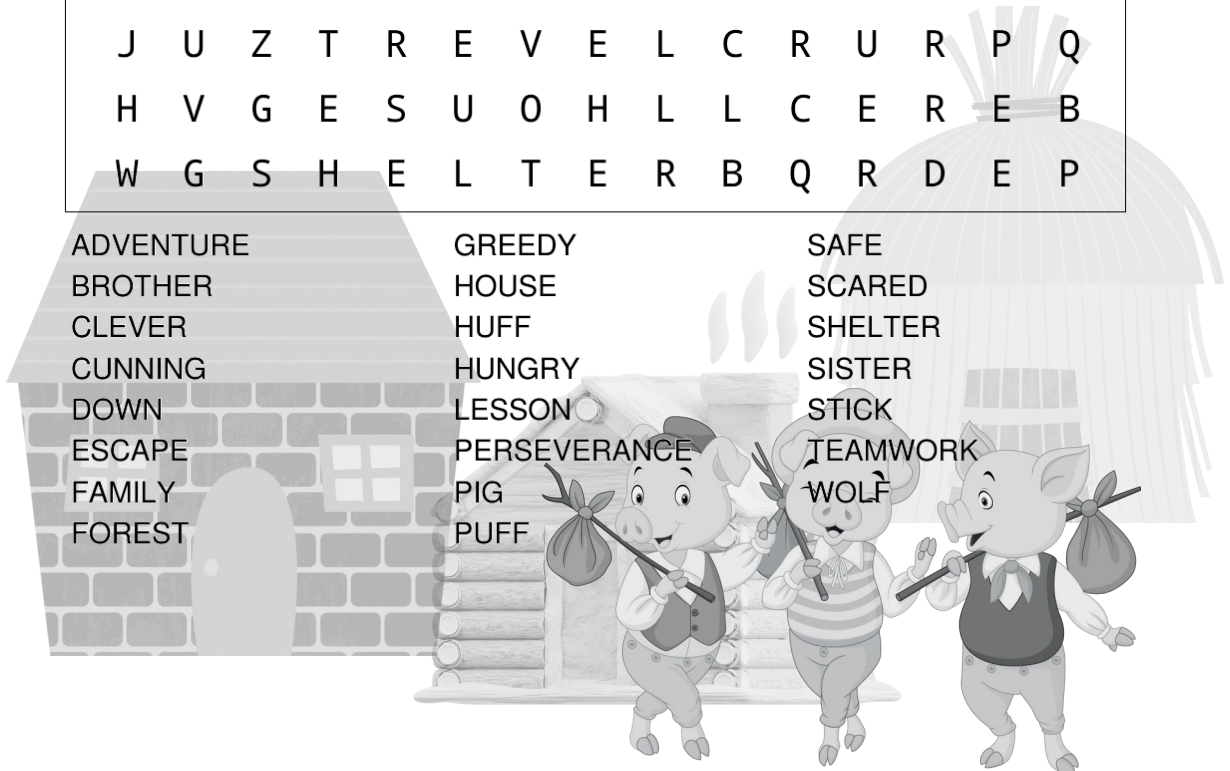 J U Z T R E V E L C R U R P Q
H V G E S U O H L L C E R E B
W G S H E L T E R B Q R D E P
ADVENTURE GREEDY SAFE
BROTHER HOUSE SCARED
CLEVER HUFF SHELTER
CUNNING HUNGRY SISTER
DOWN LESSON STICK
ESCAPE PERSEVERANCE TEAMWORK
FAMILY PIG WOLF
FOREST PUFF